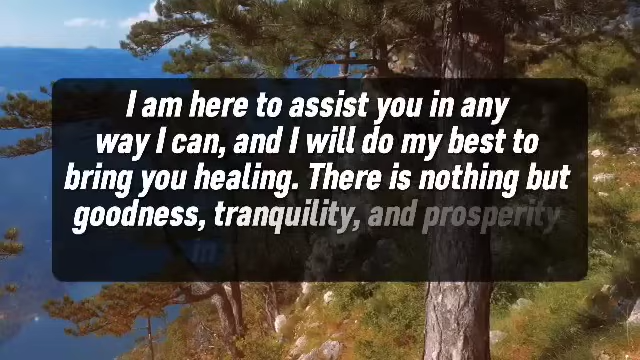 I am here to assist you in any
way I can, and I will do my best to
bring you healing. There is nothing but
goodness, tranquility, and prosperity
in